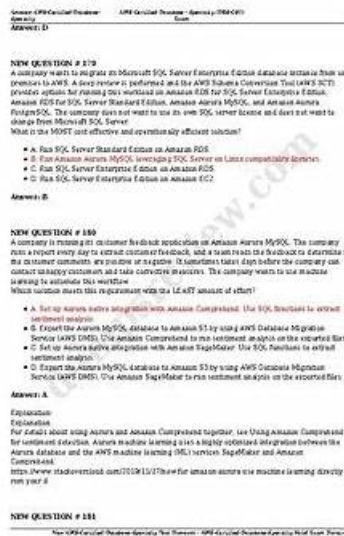 Amazon AWS-Certified-Database-Specialty
AWS Certified Database - Specialty (DBS-C01) Exam
Answer: D
NEW QUESTION # 179
A company wants to migrate its Microsoft SQL Server Enterprise Edition database instance from on-
premises to AWS. A deep review is performed and the AWS Schema Conversion Tool (AWS SCT)
provides options for running this workload on Amazon RDS for SQL Server Enterprise Edition,
Amazon RDS for SQL Server Standard Edition, Amazon Aurora MySQL, and Amazon Aurora
PostgreSQL. The company does not want to use its own SQL server license and does not want to
change from Microsoft SQL Server.
What is the MOST cost-effective and operationally efficient solution?
A. Run SQL Server Standard Edition on Amazon RDS.
B. Run Amazon Aurora MySQL leveraging SQL Server on Linux compatibility libraries.
C. Run SQL Server Enterprise Edition on Amazon RDS.
D. Run SQL Server Enterprise Edition on Amazon EC2.
Answer: B
NEW QUESTION # 180
A company is running its customer feedback application on Amazon Aurora MySQL. The company
runs a report every day to extract customer feedback, and a team reads the feedback to determine if
the customer comments are positive or negative. It sometimes takes days before the company can
contact unhappy customers and take corrective measures. The company wants to use machine
learning to automate this workflow.
Which solution meets this requirement with the LEAST amount of effort?
A. Set up Aurora native integration with Amazon Comprehend. Use SQL functions to extract
sentiment analysis.
B. Export the Aurora MySQL database to Amazon S3 by using AWS Database Migration
Service (AWS DMS). Use Amazon Comprehend to run sentiment analysis on the exported files.
C. Set up Aurora native integration with Amazon SageMaker. Use SQL functions to extract
sentiment analysis.
D. Export the Aurora MySQL database to Amazon S3 by using AWS Database Migration
Service (AWS DMS). Use Amazon SageMaker to run sentiment analysis on the exported files.
Answer: A
Explanation:
Explanation
For details about using Aurora and Amazon Comprehend together, see Using Amazon Comprehend
for sentiment detection. Aurora machine learning uses a highly optimized integration between the
Aurora database and the AWS machine learning (ML) services SageMaker and Amazon
Comprehend.
NEW QUESTION # 181